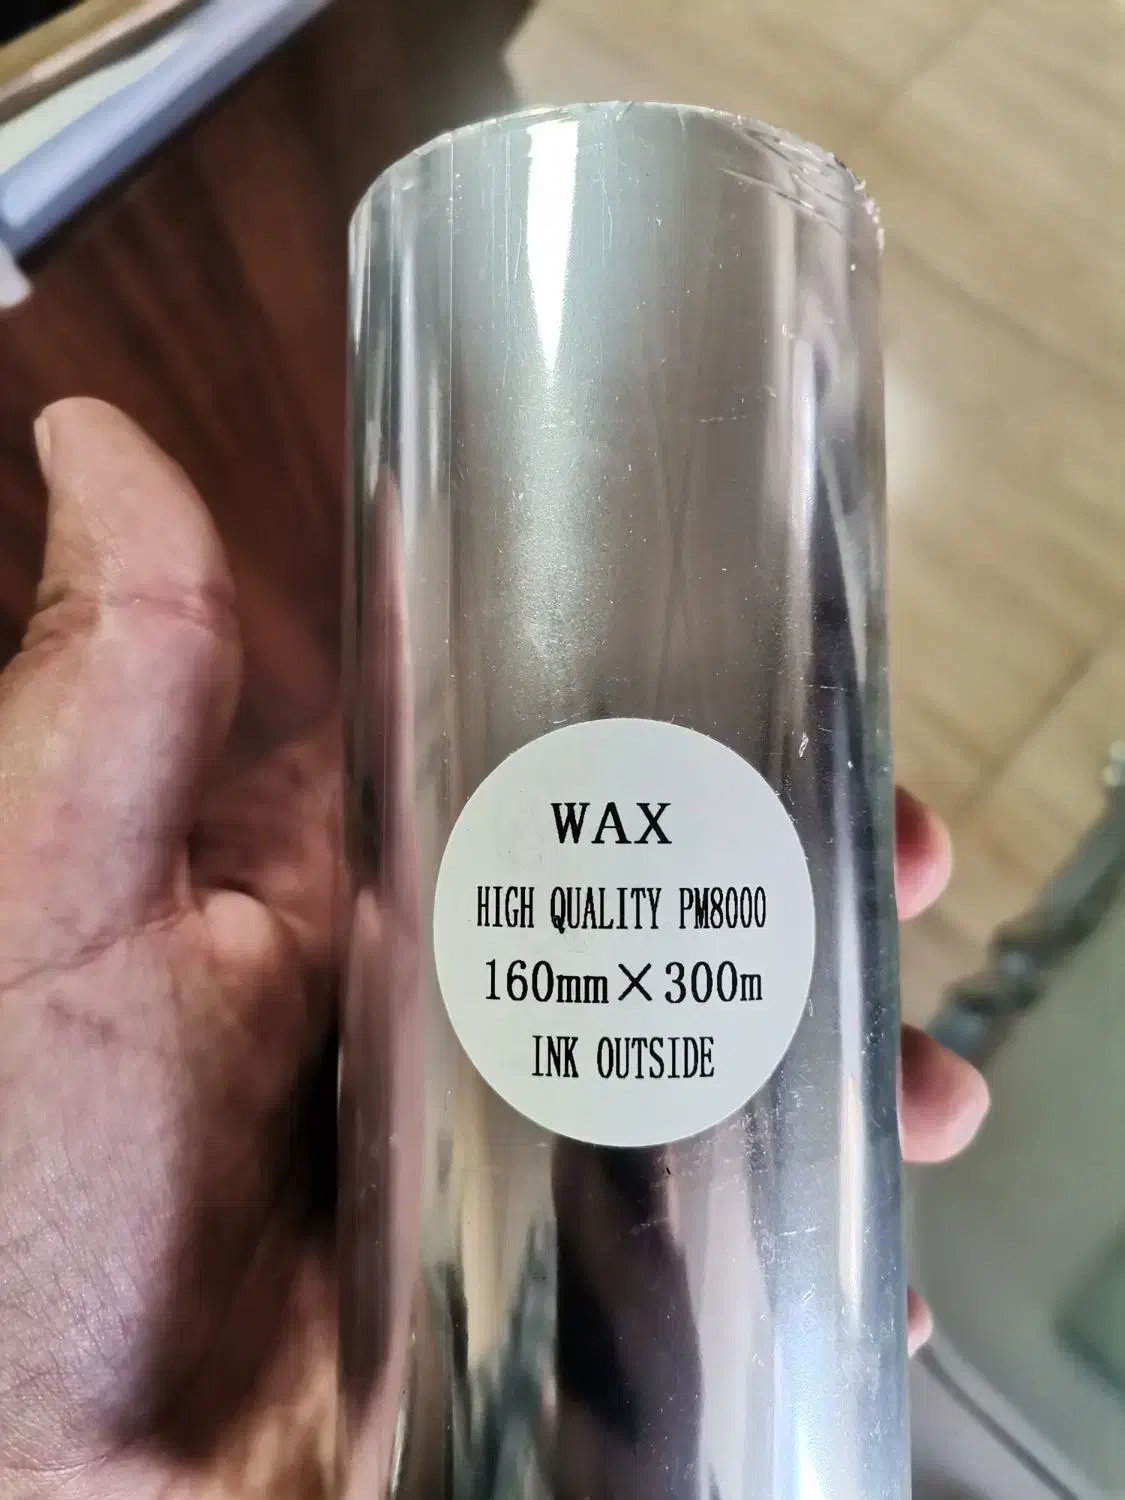 WAX
HIGH QUALITY PM8000
160mm×300m
INK OUTSIDE